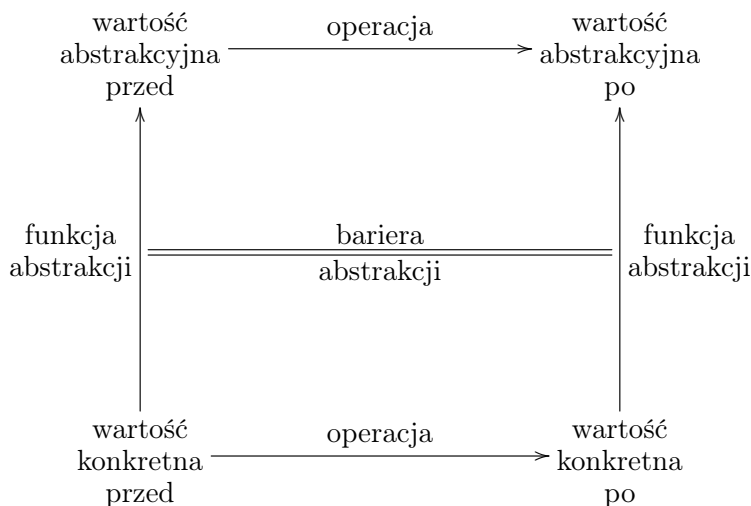 wartość
abstrakcyjna
przed
operacja
wartość
abstrakcyjna
po
funkcja
abstrakcji
bariera
abstrakcji
funkcja
abstrakcji
wartość
konkretna
przed
operacja
wartość
konkretna
po